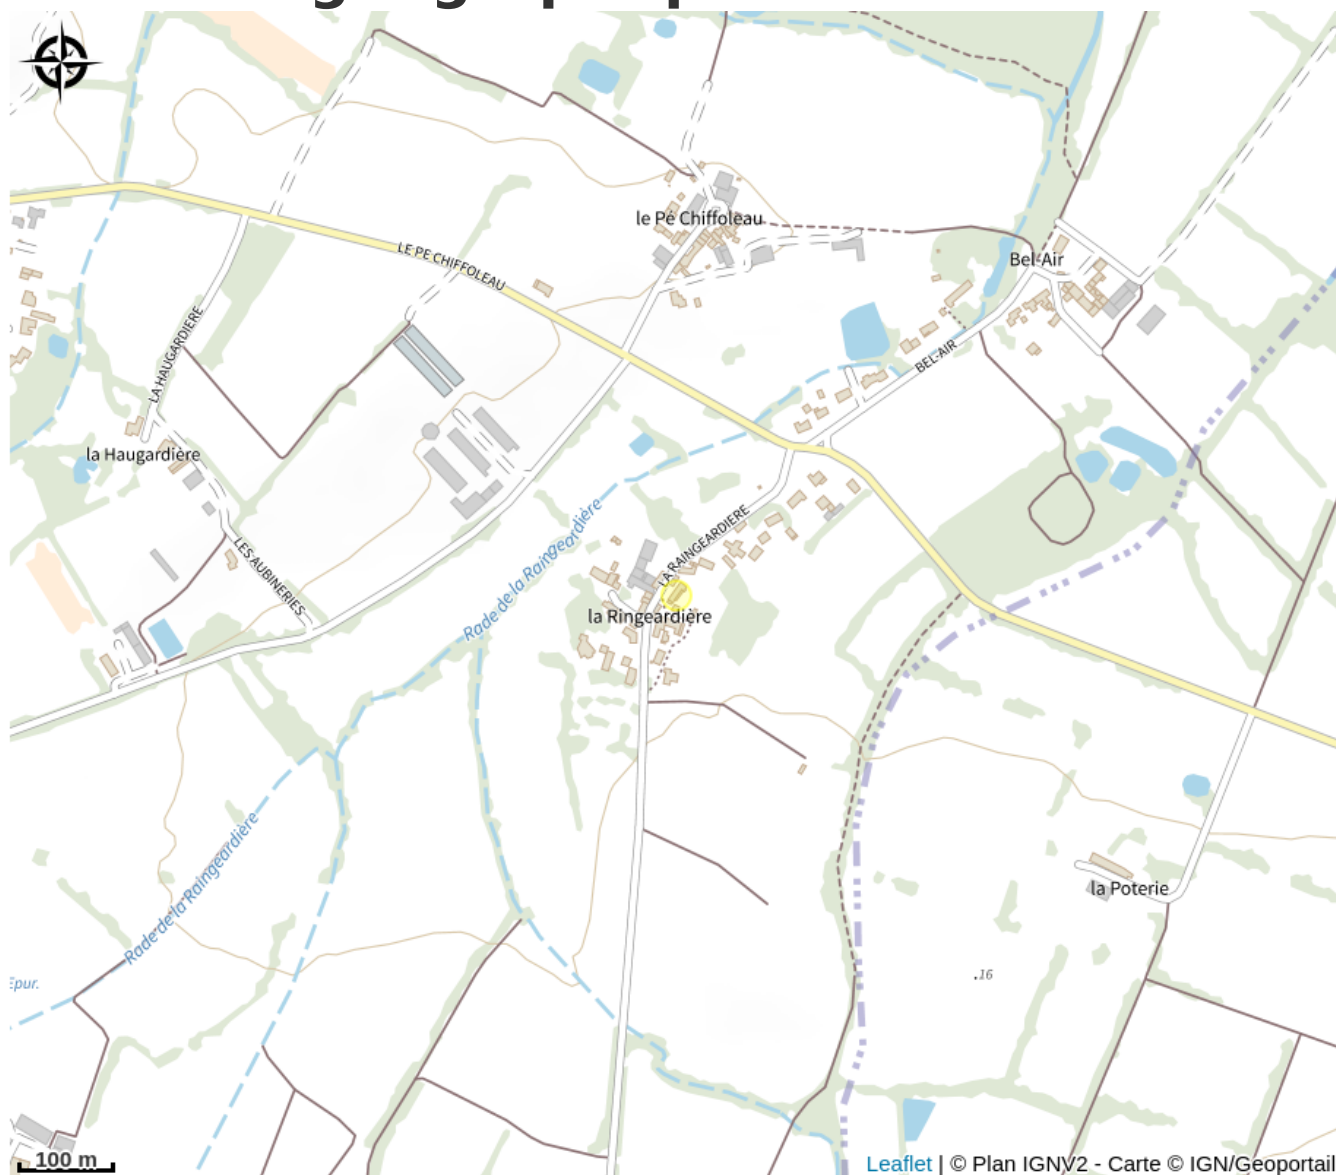 le Pé Chiffoleau
LE PE CHIFFOLEAU
Bel-Air
LA HAUGARDIERE
BEL-AIR
la Haugardière
LA RAINGEARDIERE
Rade de la Raingeardière
LES AUBINERIES
la Ringeardière
Rade de la Raingeardière
la Poterie
.16
Epur.
100 m
Leaflet | © Plan IGNV2 - Carte © IGN/Geoportail